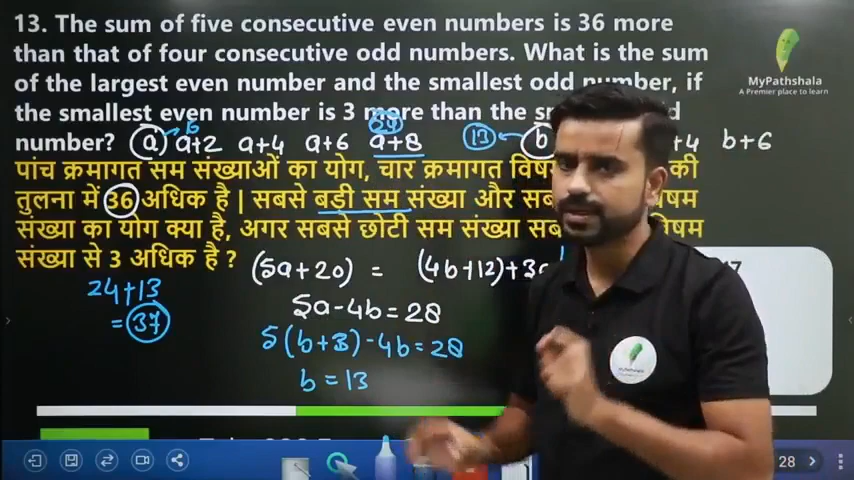 13. The sum of five consecutive even numbers is 36 more
than that of four consecutive odd numbers. What is the sum
of the largest even number and the smallest odd number, if
the smallest even number is 3 more than the
number? a a+2 a+4 a+6 a+8 b +4 b+6
24 13
पांच क्रमागत सम संख्याओं का योग, चार क्रमागत की
तुलना में 36 अधिक है | सबसे बड़ी सम संख्या और
संख्या का योग क्या है, अगर सबसे छोटी सम संख्या
संख्या से 3 अधिक है ?
(5a+20) = (4b+12)+3
24+13
= 37
5a-4b=28
5(b+3)-4b=28
b=13
MyPathshala
A Premier place to learn
28